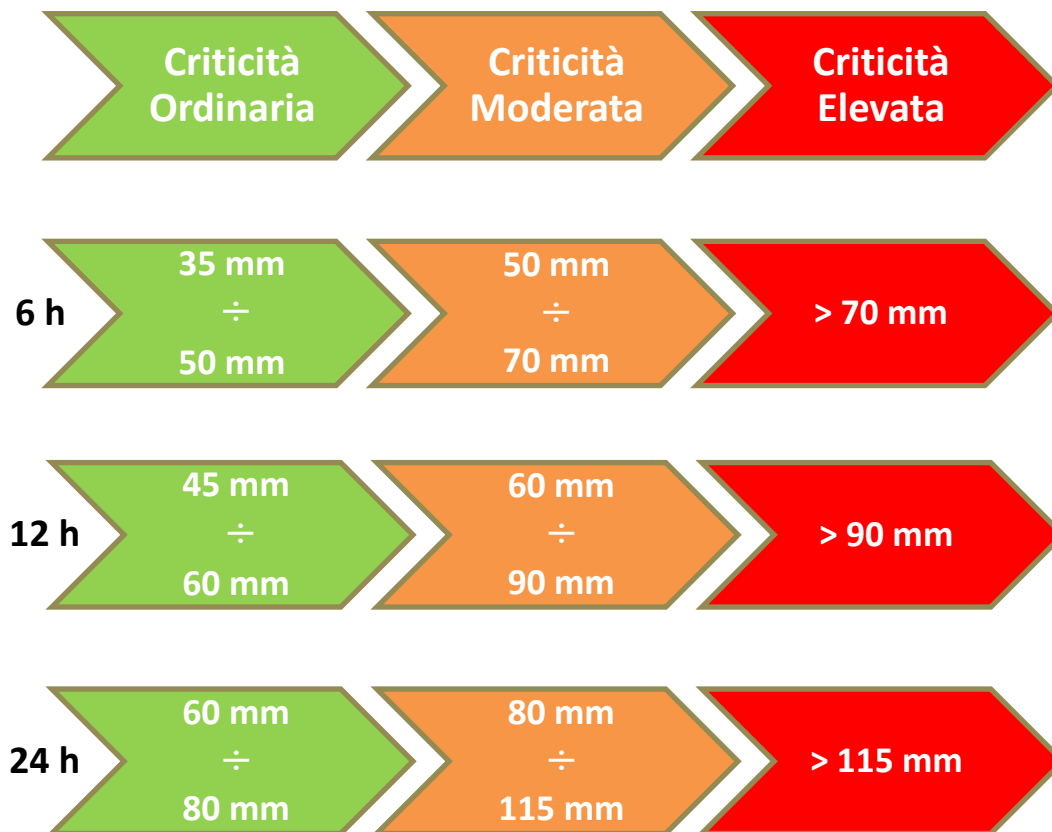 Criticità
Ordinaria
Criticità
Moderata
Criticità
Elevata
6 h
35 mm
÷
50 mm
50 mm
÷
70 mm
> 70 mm
12 h
45 mm
÷
60 mm
60 mm
÷
90 mm
> 90 mm
24 h
60 mm
÷
80 mm
80 mm
÷
115 mm
> 115 mm